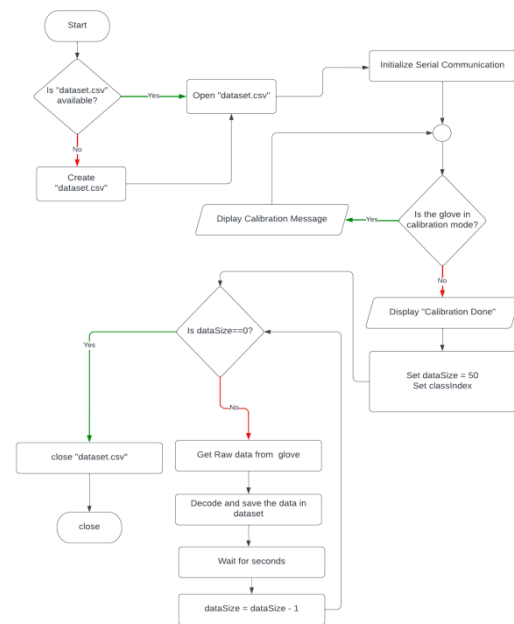 Start
Is "dataset.csv"
available?
Yes
Open "dataset.csv"
Initialize Serial Communication
No
Create
"dataset.csv"
Diplay Calibration Message
Yes
Is the glove in
calibration mode?
No
Display "Calibration Done"
Set dataSize = 50
Set classIndex
Is dataSize==0?
Yes
No
close "dataset.csv"
Get Raw data from glove
Decode and save the data in
dataset
close
Wait for seconds
dataSize = dataSize - 1